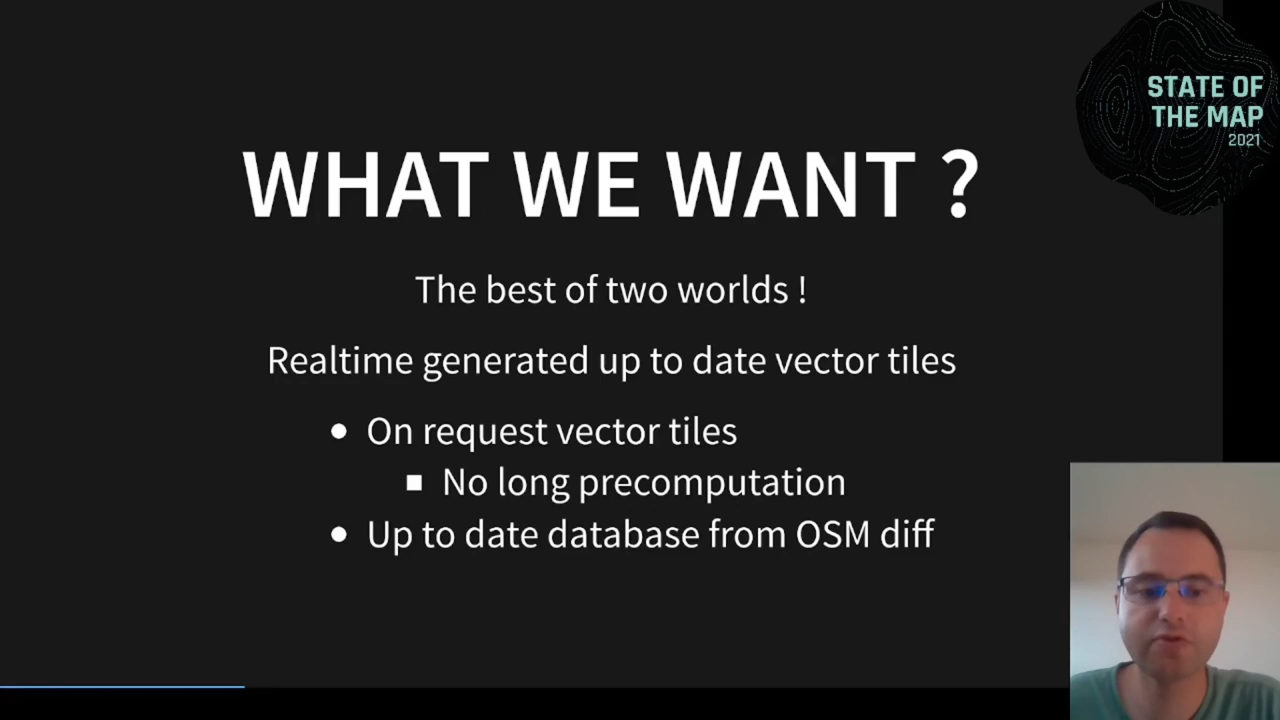 STATE OF
THE MAP
2021
WHAT WE WANT ?
The best of two worlds !
Realtime generated up to date vector tiles
On request vector tiles
No long precomputation
Up to date database from OSM diff